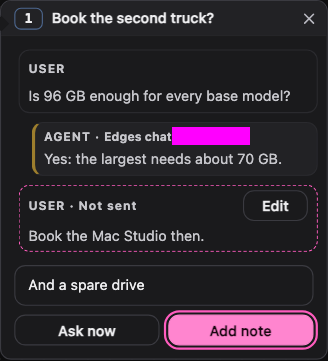 1 Book the second truck? ×
USER
Is 96 GB enough for every base model?
AGENT · Edges chat
Yes: the largest needs about 70 GB.
USER · Not sent Edit
Book the Mac Studio then.
And a spare drive
Ask now Add note